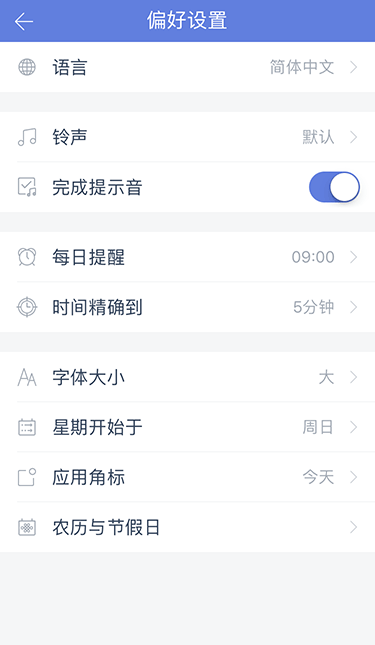 偏好设置
语言 简体中文
铃声 默认
完成提示音
每日提醒 09:00
时间精确到 5分钟
字体大小 大
星期开始于 周日
应用角标 今天
农历与节假日